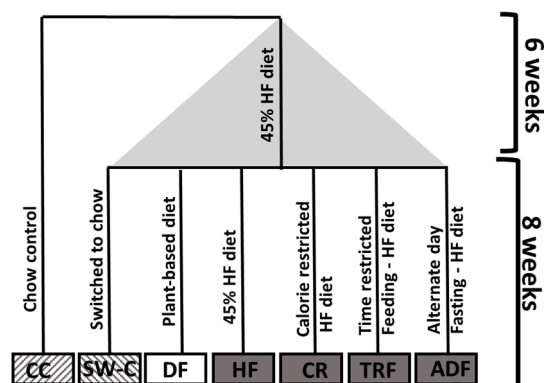 45% HF diet
6 weeks
Chow control
Switched to chow
Plant-based diet
45% HF diet
Calorie restricted
HF diet
Time restricted
Feeding - HF diet
Alternate day
Fasting - HF diet
8 weeks
CC
SW-C
DF
HF
CR
TRF
ADF